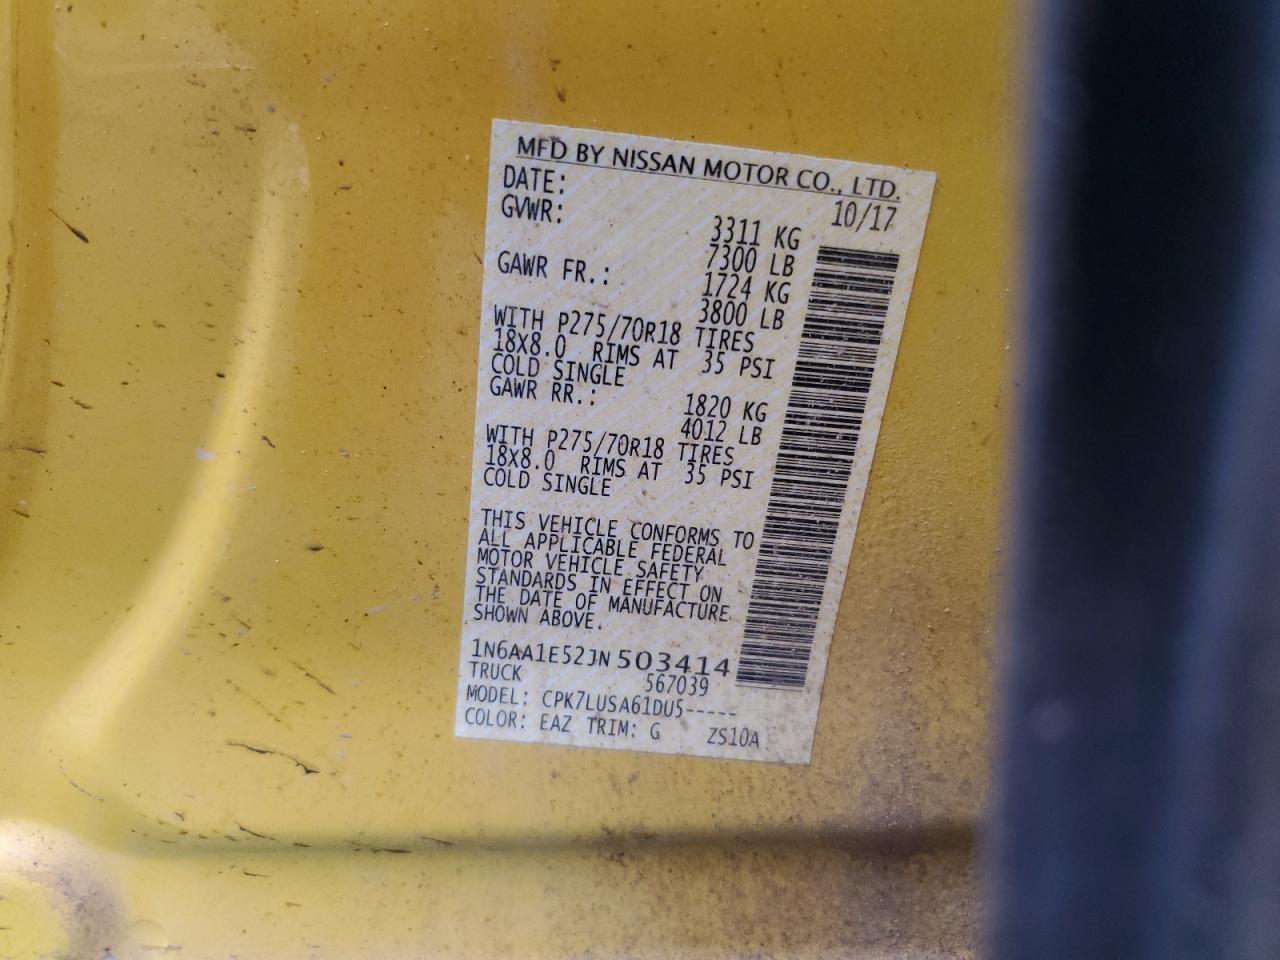 MFD BY NISSAN MOTOR CO., LTD.
DATE: 10/17
GVWR: 3311 KG
7300 LB
GAWR FR.: 1724 KG
3800 LB
WITH P275/70R18 TIRES
18X8.0 RIMS AT 35 PSI
COLD SINGLE
GAWR RR.: 1820 KG
4012 LB
WITH P275/70R18 TIRES
18X8.0 RIMS AT 35 PSI
COLD SINGLE
THIS VEHICLE CONFORMS TO
ALL APPLICABLE FEDERAL
MOTOR VEHICLE SAFETY
STANDARDS IN EFFECT ON
THE DATE OF MANUFACTURE
SHOWN ABOVE.
1N6AA1E52JN503414
TRUCK 567039
MODEL: CPK7LUSA61DU5-----
COLOR: EAZ TRIM: G ZS10A